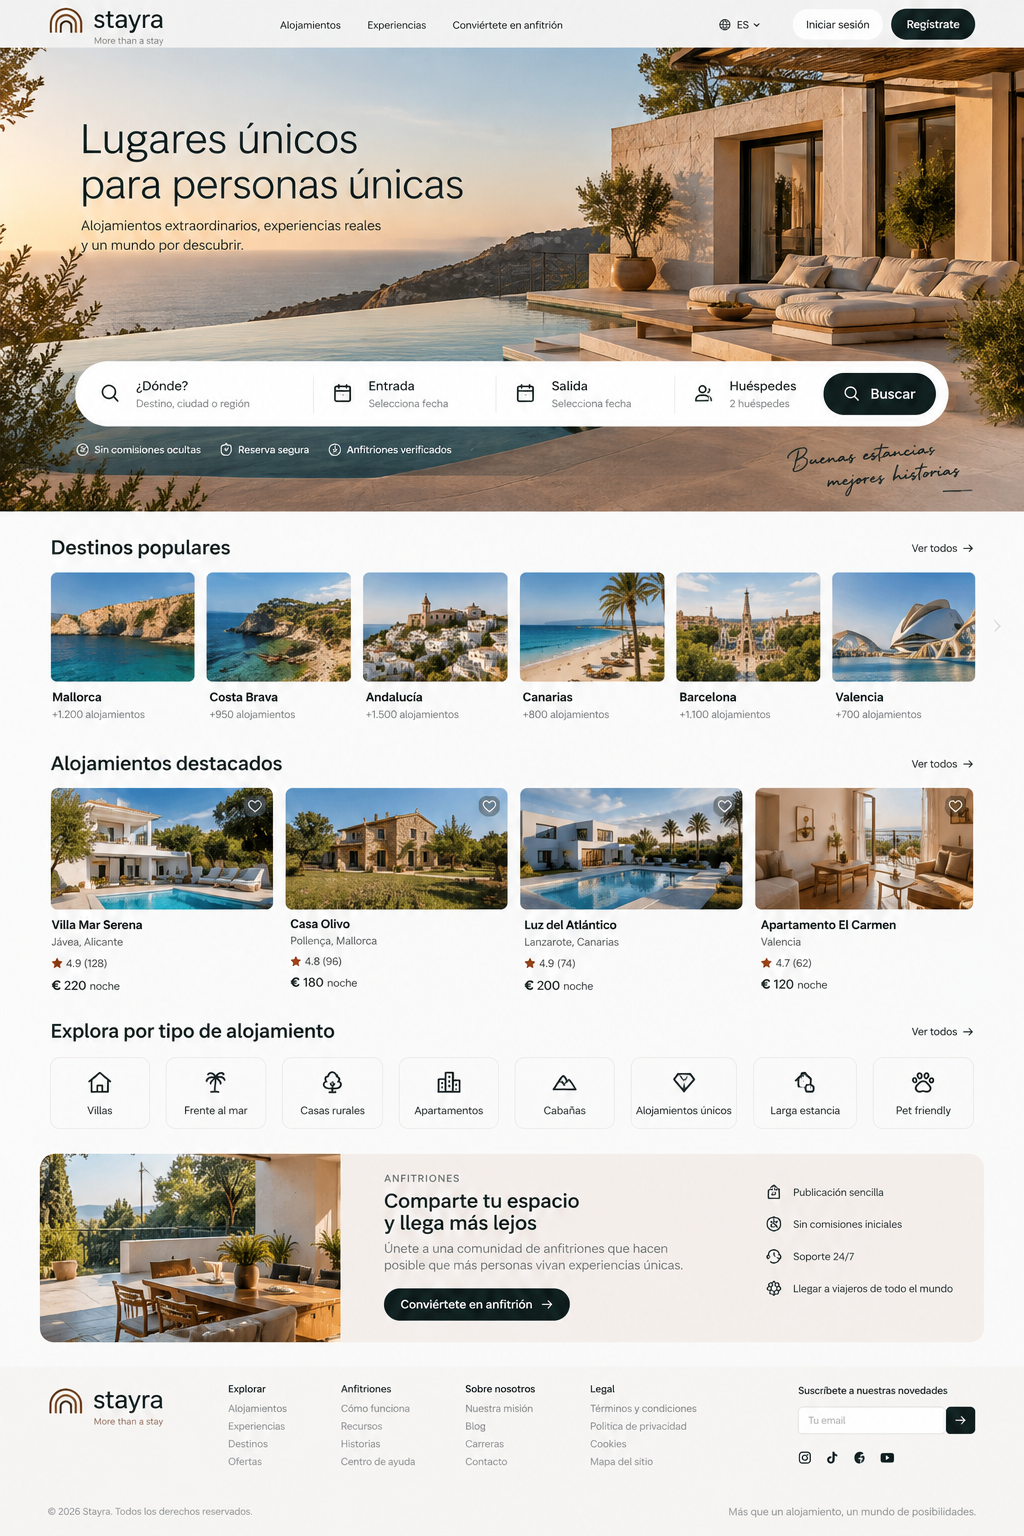 stayra
More than a stay
Alojamientos
Experiencias
Conviértete en anfitrión
ES
Iniciar sesión
Regístrate
Lugares únicos
para personas únicas
Alojamientos extraordinarios, experiencias reales
y un mundo por descubrir.
¿Dónde?
Destino, ciudad o región
Entrada
Selecciona fecha
Salida
Selecciona fecha
Huéspedes
2 huéspedes
Buscar
Sin comisiones ocultas
Reserva segura
Anfitriones verificados
Buenas estancias
mejores historias
Destinos populares
Ver todos
Mallorca
+1.200 alojamientos
Costa Brava
+950 alojamientos
Andalucía
+1.500 alojamientos
Canarias
+800 alojamientos
Barcelona
+1.100 alojamientos
Valencia
+700 alojamientos
Alojamientos destacados
Ver todos
Villa Mar Serena
Jávea, Alicante
4.9 (128)
€ 220 noche
Casa Olivo
Pollença, Mallorca
4.8 (96)
€ 180 noche
Luz del Atlántico
Lanzarote, Canarias
4.9 (74)
€ 200 noche
Apartamento El Carmen
Valencia
4.7 (62)
€ 120 noche
Explora por tipo de alojamiento
Ver todos
Villas
Frente al mar
Casas rurales
Apartamentos
Cabañas
Alojamientos únicos
Larga estancia
Pet friendly
ANFITRIONES
Comparte tu espacio
y llega más lejos
Únete a una comunidad de anfitriones que hacen
posible que más personas vivan experiencias únicas.
Conviértete en anfitrión
Publicación sencilla
Sin comisiones iniciales
Soporte 24/7
Llegar a viajeros de todo el mundo
stayra
More than a stay
Explorar
Alojamientos
Experiencias
Destinos
Ofertas
Anfitriones
Cómo funciona
Recursos
Historias
Centro de ayuda
Sobre nosotros
Nuestra misión
Blog
Carreras
Contacto
Legal
Términos y condiciones
Política de privacidad
Cookies
Mapa del sitio
Suscríbete a nuestras novedades
Tu email
© 2026 Stayra. Todos los derechos reservados.
Más que un alojamiento, un mundo de posibilidades.